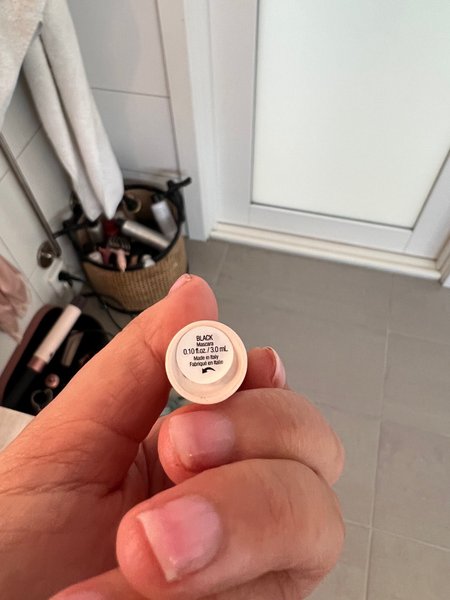 BLACK
Mascara
0.10 fl.oz. / 3.0 mL
Made in Italy
Fabriqué en Italie